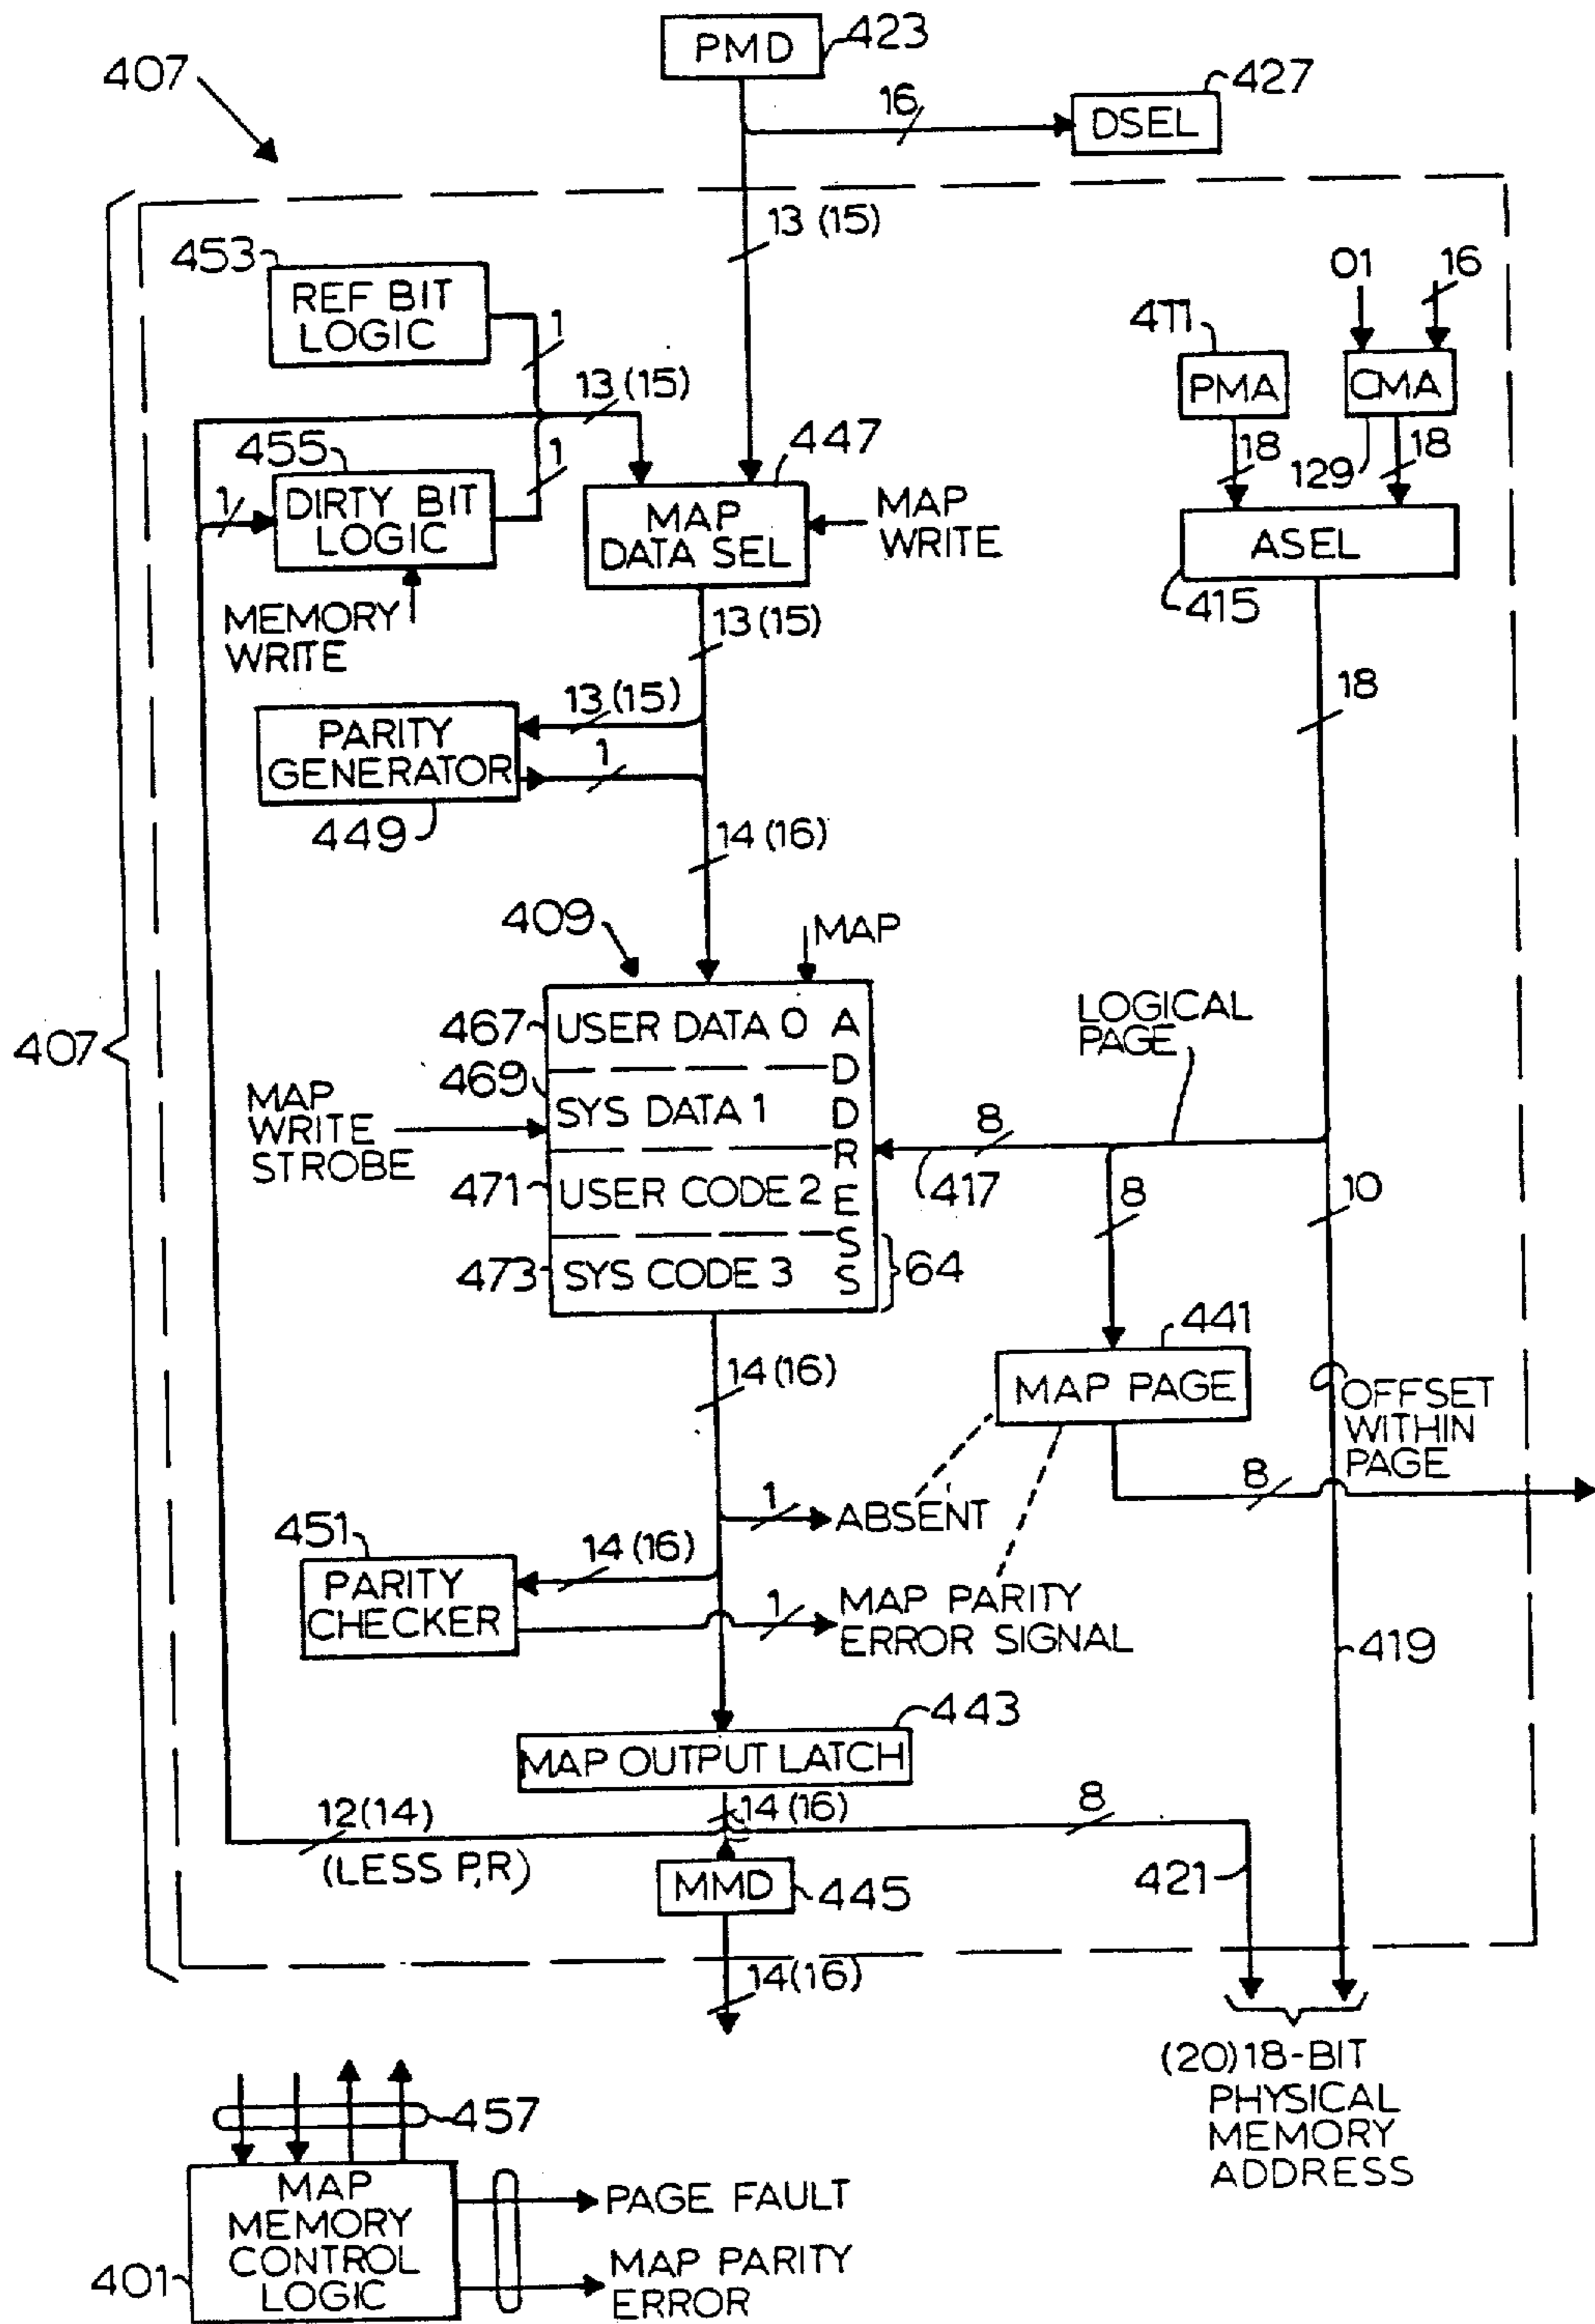 PMD
423
407
16
427
DSEL
13 (15)
453
REF BIT
LOGIC
1
01
16
411
PMA
CMA
13 (15)
447
18
129
18
455
1
DIRTY BIT
LOGIC
1
MAP
DATA SEL
MAP
WRITE
ASEL
415
MEMORY
WRITE
13(15)
18
PARITY
GENERATOR
13(15)
1
449
14(16)
409
MAP
407
467
USER DATA 0
469
SYS DATA 1
471
USER CODE 2
473
SYS CODE 3
ADDRESS
64
MAP
WRITE
STROBE
LOGICAL
PAGE
8
417
8
10
441
MAP PAGE
14(16)
OFFSET
WITHIN
PAGE
8
1
ABSENT
451
PARITY
CHECKER
14(16)
1
MAP PARITY
ERROR SIGNAL
419
443
MAP OUTPUT LATCH
12(14)
(LESS P,R)
14(16)
8
MMD
445
421
14(16)
(20)18-BIT
PHYSICAL
MEMORY
ADDRESS
457
MAP
MEMORY
CONTROL
LOGIC
401
PAGE FAULT
MAP PARITY
ERROR